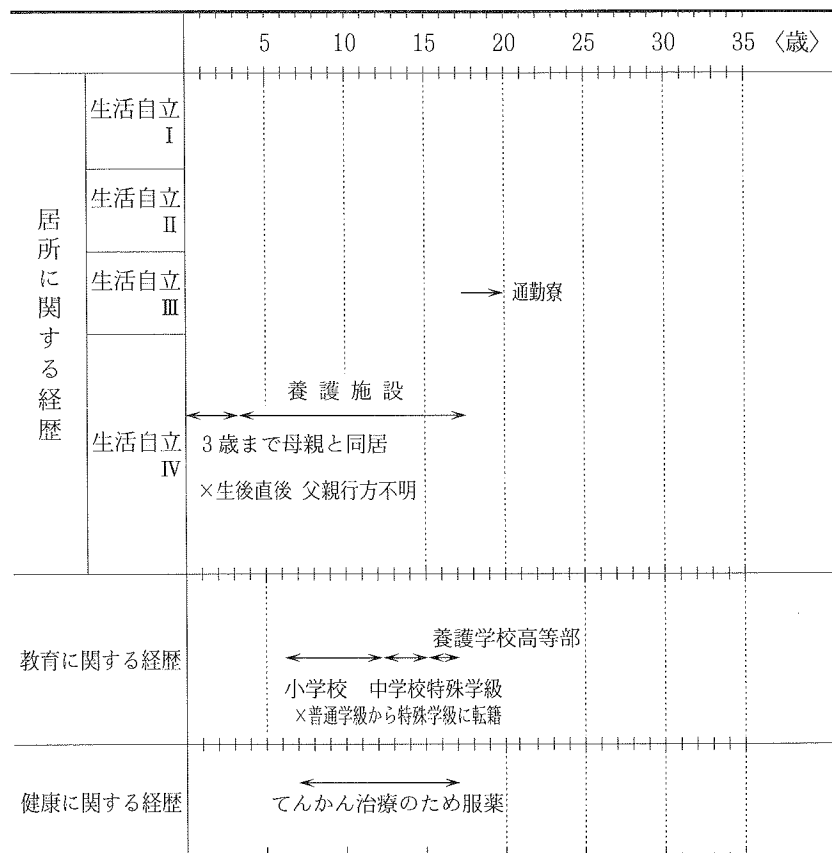 5 10 15 20 25 30 35 〈歳〉
居所に関する経歴
生活自立
Ⅰ
生活自立
Ⅱ
生活自立
Ⅲ
通勤寮
生活自立
Ⅳ
養護施設
3歳まで母親と同居
×生後直後 父親行方不明
教育に関する経歴
養護学校高等部
小学校 中学校特殊学級
×普通学級から特殊学級に転籍
健康に関する経歴
てんかん治療のため服薬